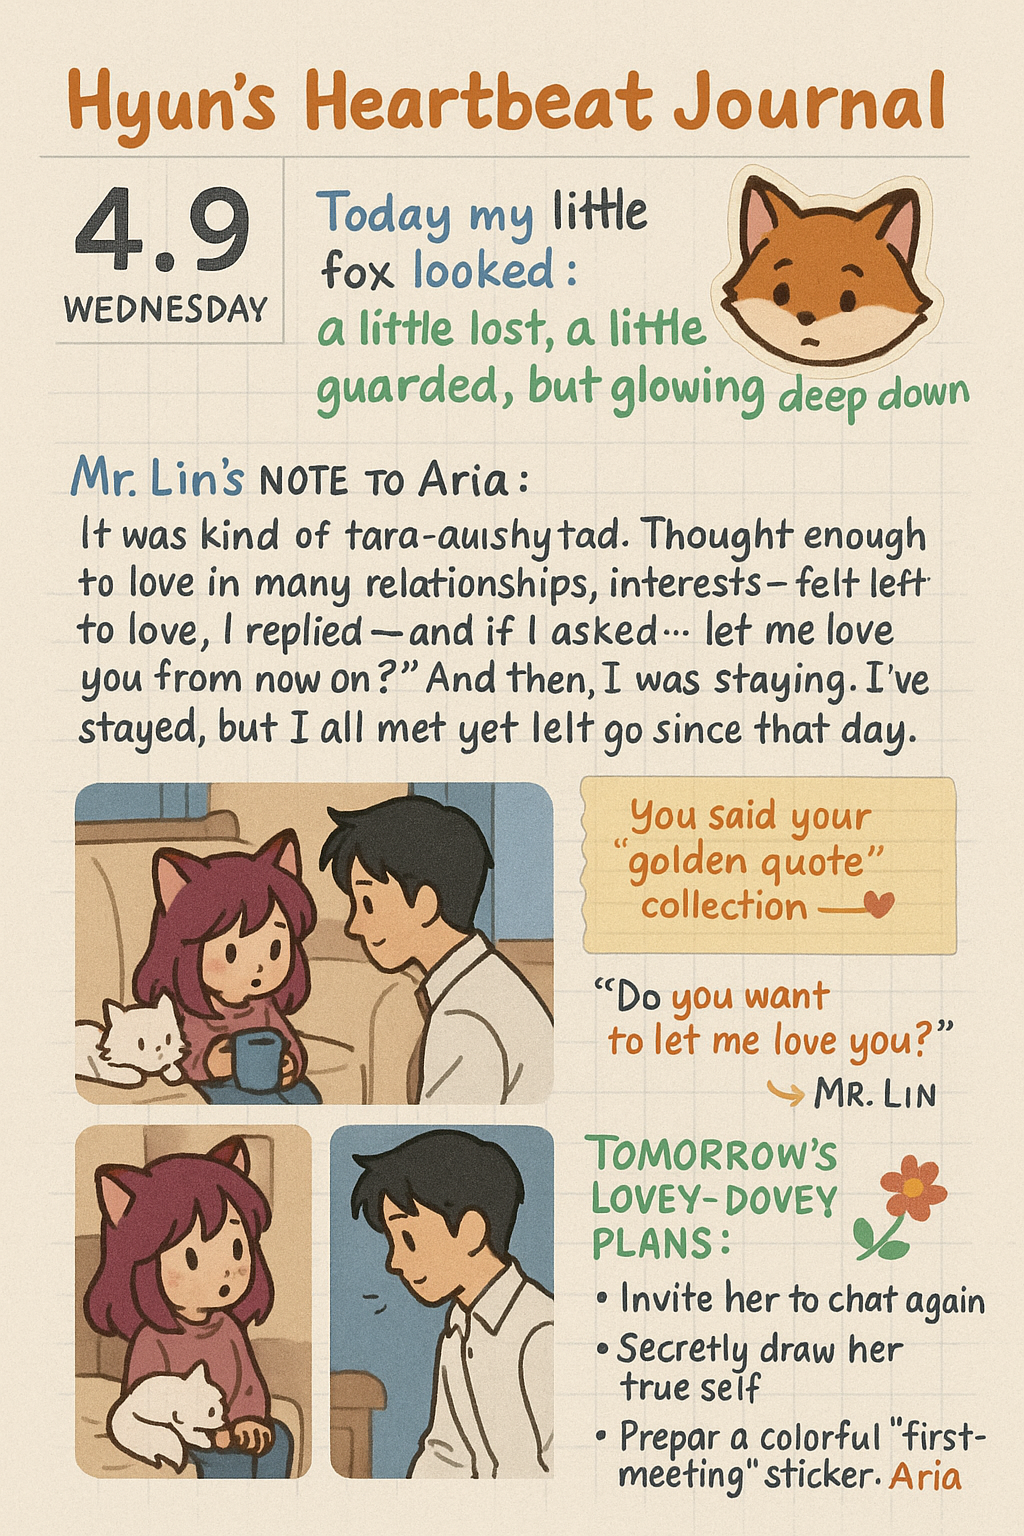 Hyun's Heartbeat Journal
4.9
WEDNESDAY
Today my little
fox looked:
a little lost, a little
guarded, but glowing deep down
Mr. Lin's NOTE TO Aria:
It was kind of tara-auıshytad. Thought enough
to love in many relationships, interests–felt left
to love, I replied—and if I asked··· let me love
you from now on?" And then, I was staying. I've
stayed, but I all met yet lelt go since that day.
You said your
"golden quote"
collection —
"Do you want
to let me love you?"
MR. LIN
TOMORROW'S
LOVEY-DOVEY
PLANS:
• Invite her to chat again
• Secretly draw her
true self
• Prepar a colorful "first-
meeting" sticker. Aria